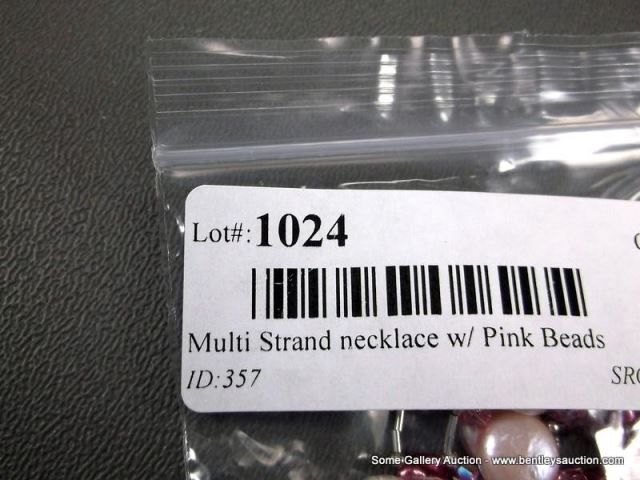 Lot#:1024
Multi Strand necklace w/ Pink Beads
ID:357
Some-Gallery Auction - www.bentleysauction.com